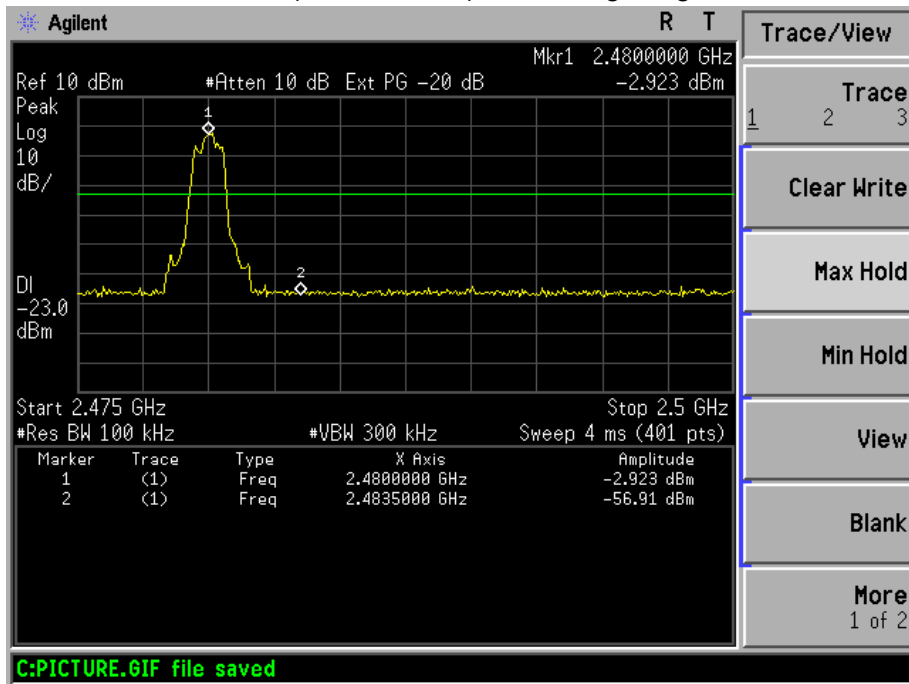 Agilent
R T
Mkr1 2.4800000 GHz
Ref 10 dBm #Atten 10 dB Ext PG -20 dB -2.923 dBm
Peak
Log
10
dB/
1
2
DI
-23.0
dBm
Start 2.475 GHz Stop 2.5 GHz
#Res BW 100 kHz #VBW 300 kHz Sweep 4 ms (401 pts)
Marker Trace Type X Axis Amplitude
1 (1) Freq 2.4800000 GHz -2.923 dBm
2 (1) Freq 2.4835000 GHz -56.91 dBm
C:PICTURE.GIF file saved
Trace/View
Trace
1 2 3
Clear Write
Max Hold
Min Hold
View
Blank
More
1 of 2